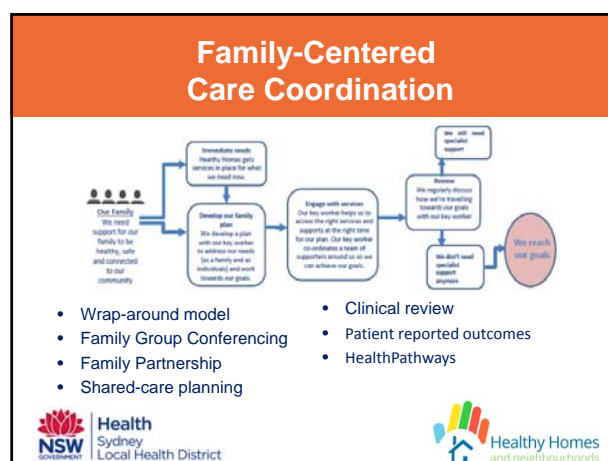 Family-Centered
Care Coordination
Our Family
We need
support for our
family to be
healthy, safe
and connected
to our
community
Immediate needs
Healthy Homes gets
services in place for what
we need now.
Develop our family
plan
We develop a plan
with our key worker
to address our needs
(as a family and as
individuals) and work
towards our goals.
Engage with services
Our key worker helps us to
access the right services and
supports at the right time
for our plan. Our key worker
co-ordinates a team of
supporters around us so we
can achieve our goals.
We still need
specialist
support
Review
We regularly discuss
how we're travelling
towards our goals
with our key worker
We don't need
specialist
support
anymore
We reach
our goals
• Wrap-around model
• Family Group Conferencing
• Family Partnership
• Shared-care planning
• Clinical review
• Patient reported outcomes
• HealthPathways
NSW
GOVERNMENT
Health
Sydney
Local Health District
Healthy Homes
and neighbourhoods